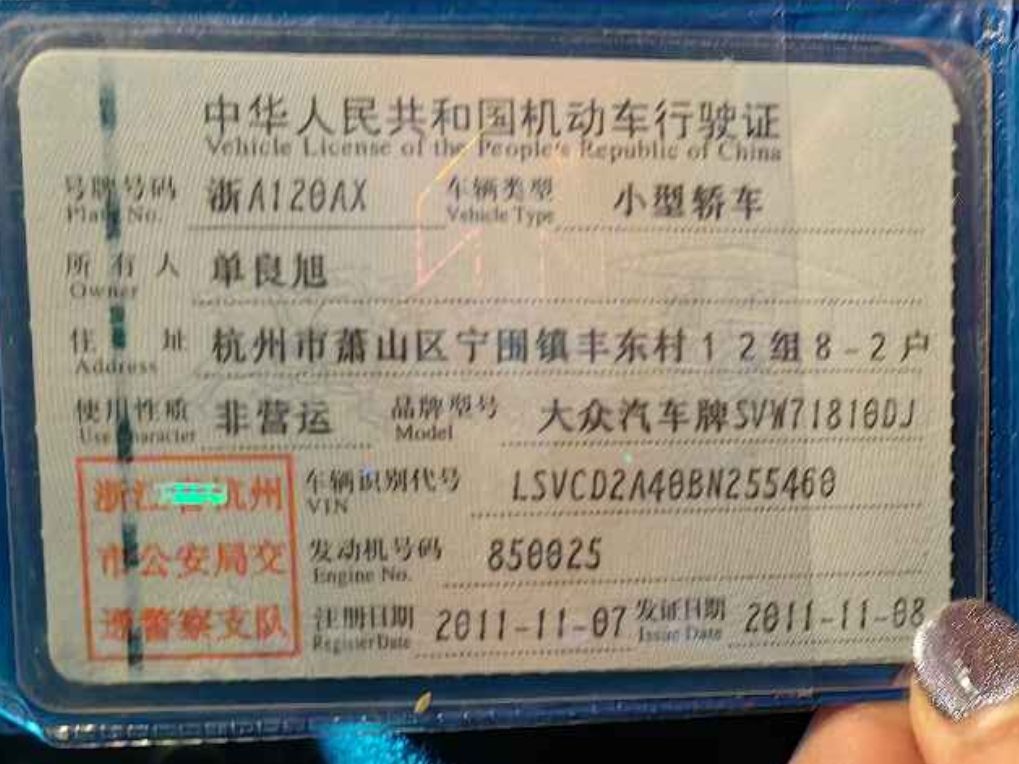 中华人民共和国机动车行驶证
Vehicle License of the People's Republic of China
号牌号码 浙A120AX 车辆类型 小型轿车
Plate No. Vehicle Type
所有人 单良旭
Owner
住址 杭州市萧山区宁围镇丰东村12组8-2户
Address
使用性质 非营运 品牌型号 大众汽车牌SVW71810DJ
Use Character Model
浙江省杭州 车辆识别代号 LSVCD2A40BN255460
VIN
市公安局交 发动机号码 850025
Engine No.
通警察支队 注册日期 2011-11-07 发证日期 2011-11-08
Register Date Issue Date